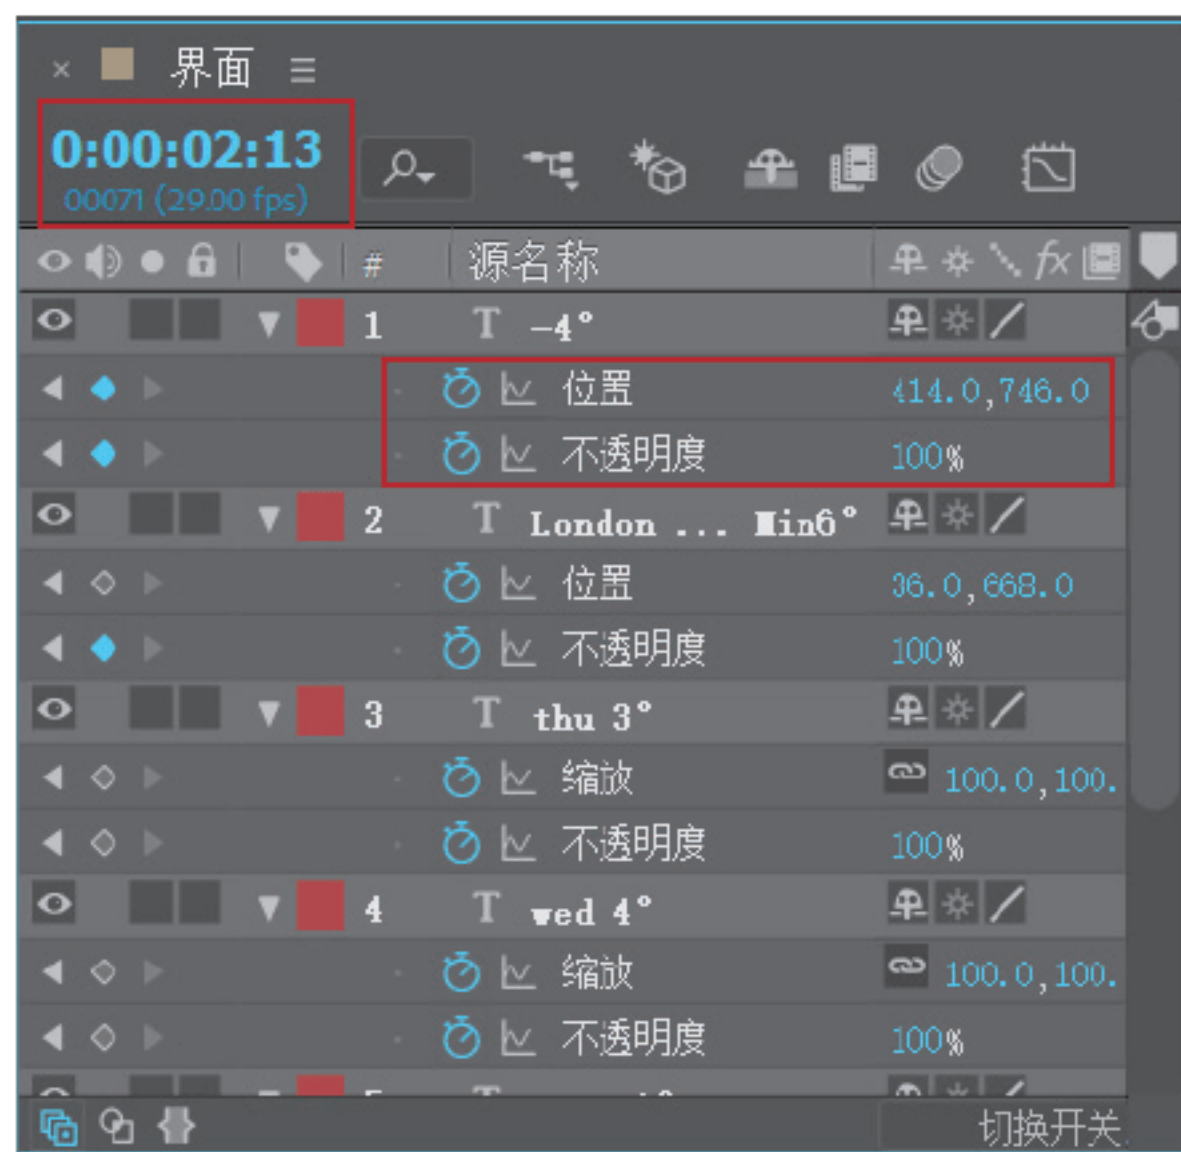 界面
0:00:02:13
00071 (29.00 fps)
# 源名称 fx
1 T -4°
位置 414.0,746.0
不透明度 100%
2 T London ... Min6°
位置 36.0,668.0
不透明度 100%
3 T thu 3°
缩放 100.0,100.
不透明度 100%
4 T wed 4°
缩放 100.0,100.
不透明度 100%
切换开关